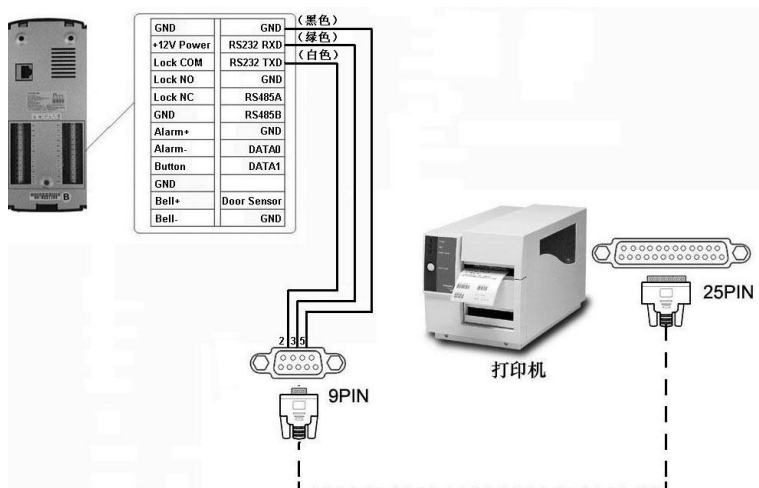 GND GND （黑色）
+12V Power RS232 RXD （绿色）
Lock COM RS232 TXD （白色）
Lock NO GND
Lock NC RS485A
GND RS485B
Alarm+ GND
Alarm- DATA0
Button DATA1
GND
Bell+ Door Sensor
Bell- GND
B
25PIN
2 3 5
打印机
9PIN